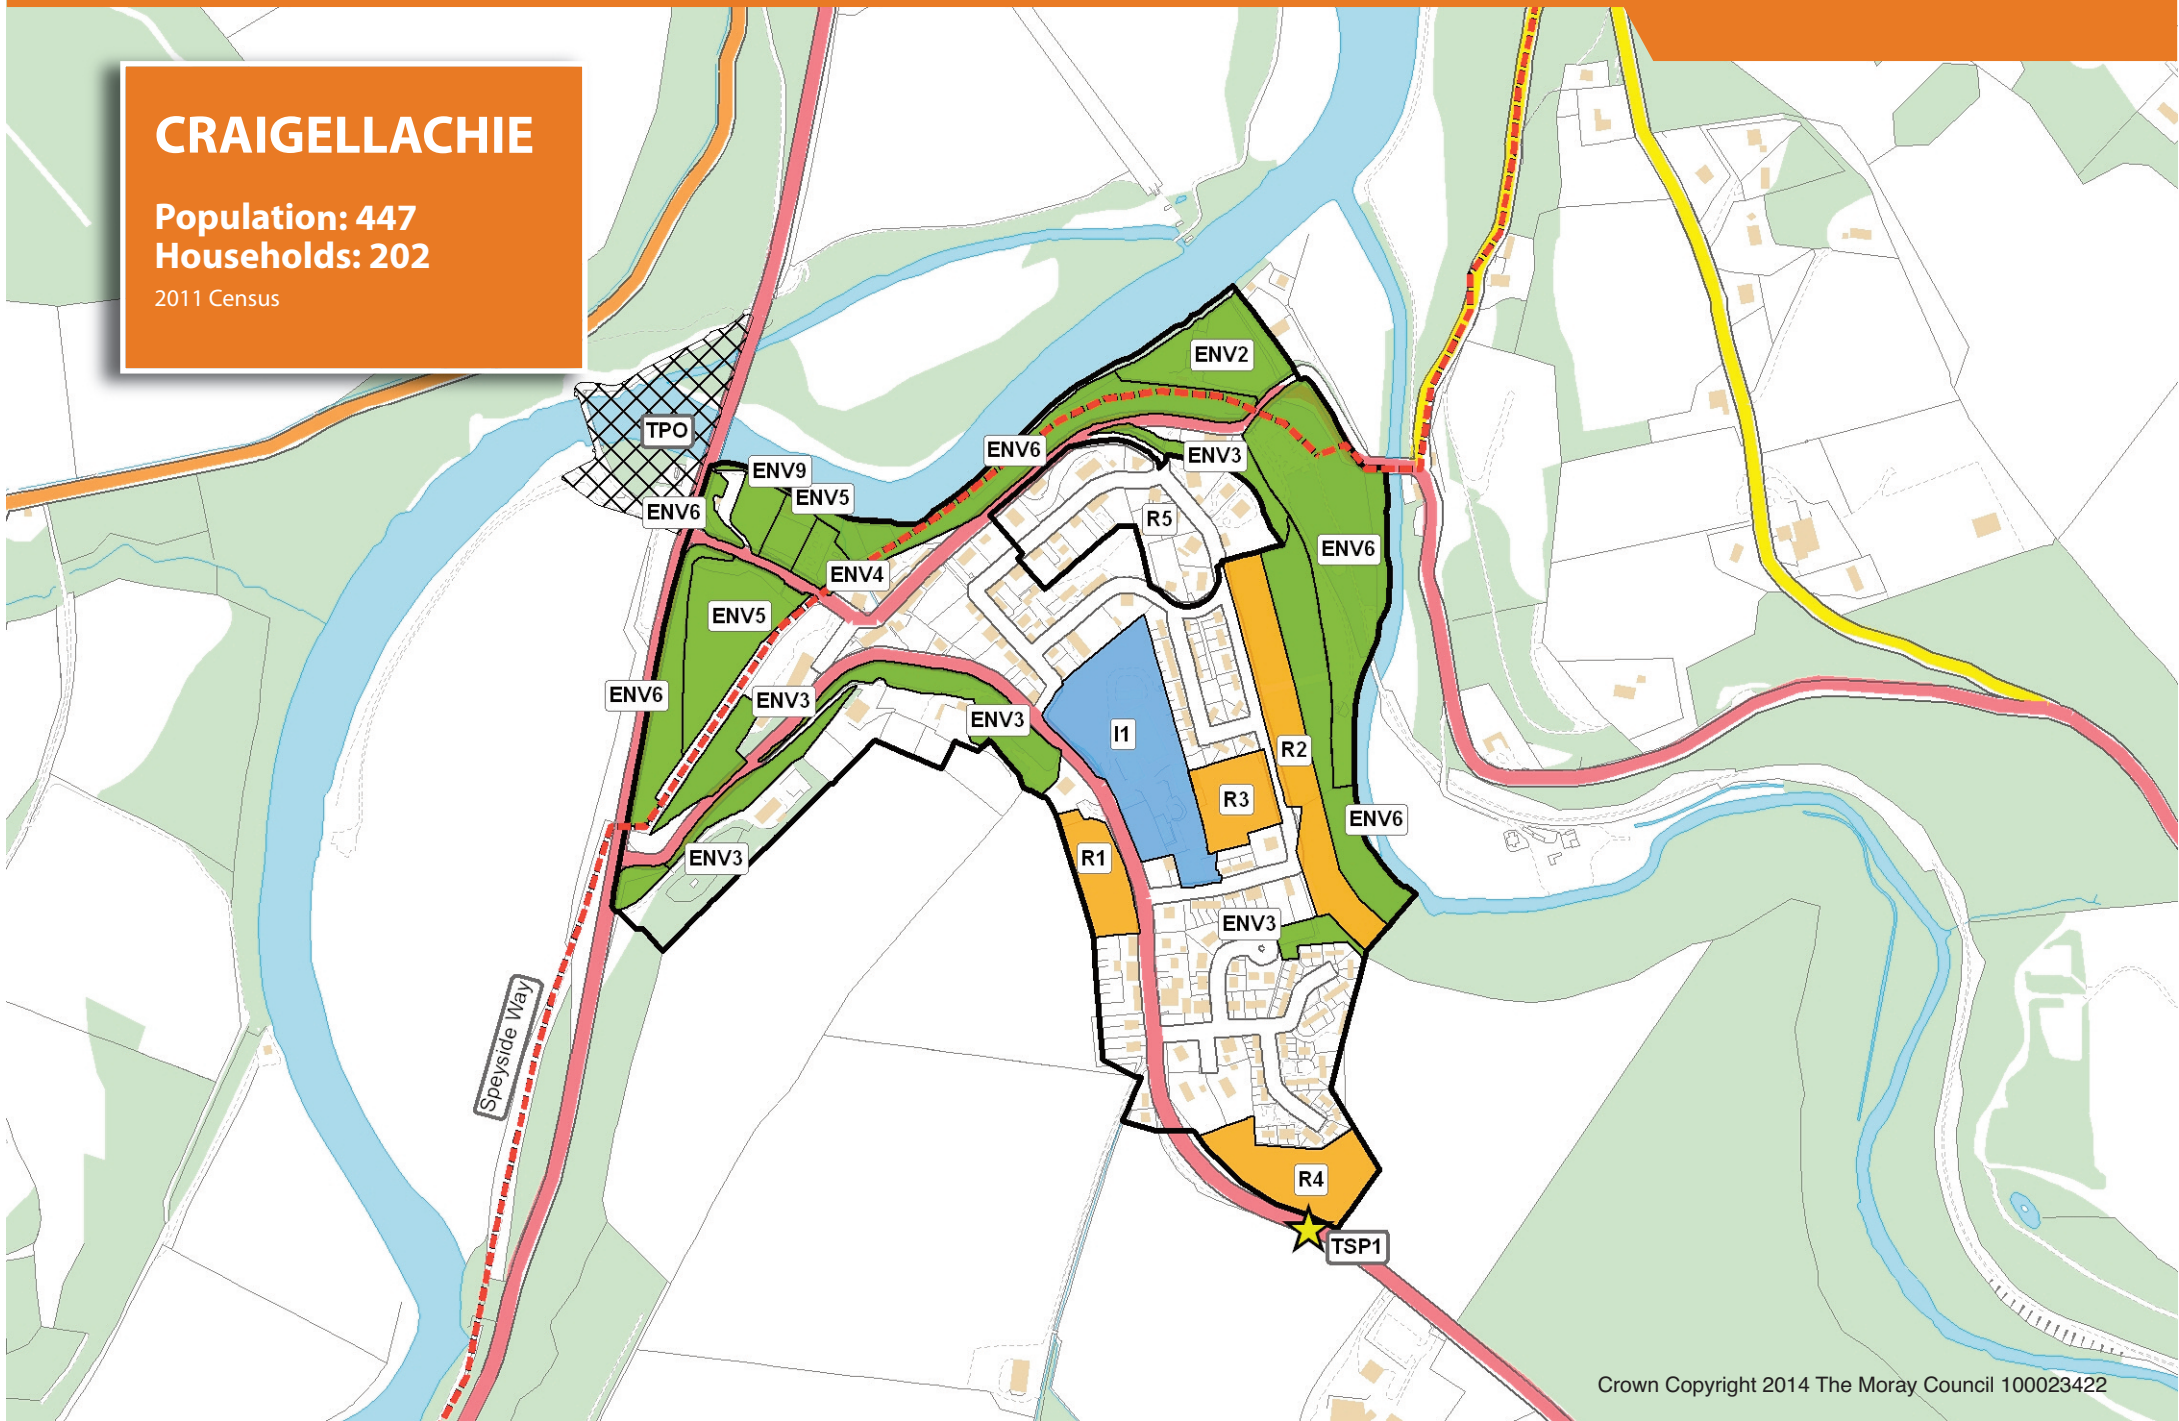 CRAIGELLACHIE
Population: 447
Households: 202
2011 Census
ENV2
TPO
ENV6
ENV3
ENV9
ENV5
ENV6
R5
ENV6
ENV4
ENV5
ENV6
ENV3
ENV3
I1
R2
R3
ENV6
R1
ENV3
ENV3
Speyside Way
R4
TSP1
Crown Copyright 2014 The Moray Council 100023422